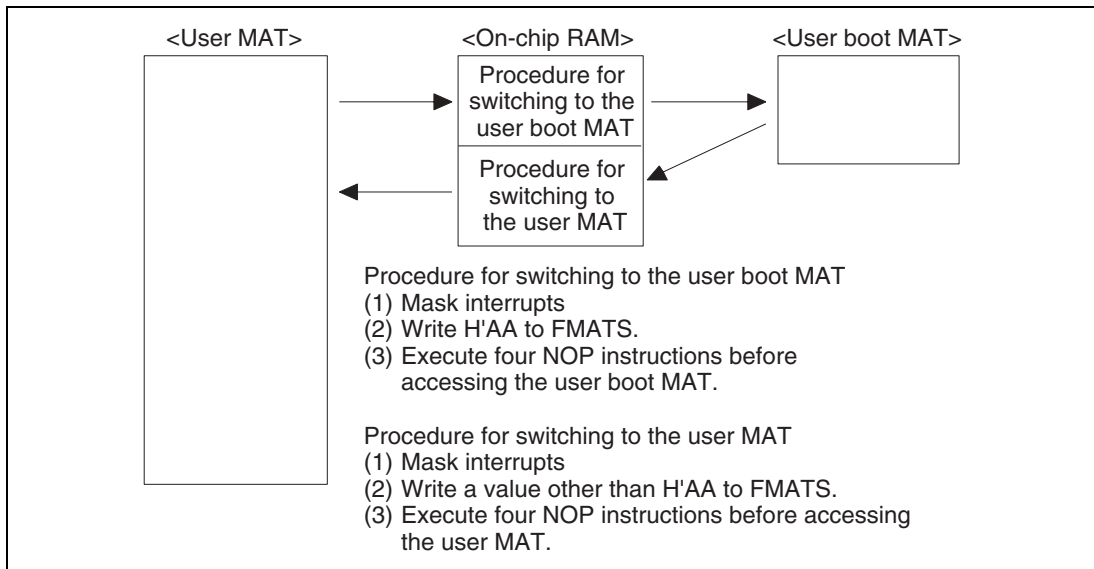 <User MAT>
<On-chip RAM>
<User boot MAT>
Procedure for
switching to the
user boot MAT
Procedure for
switching to
the user MAT
Procedure for switching to the user boot MAT
(1) Mask interrupts
(2) Write H'AA to FMATS.
(3) Execute four NOP instructions before
accessing the user boot MAT.
Procedure for switching to the user MAT
(1) Mask interrupts
(2) Write a value other than H'AA to FMATS.
(3) Execute four NOP instructions before accessing
the user MAT.